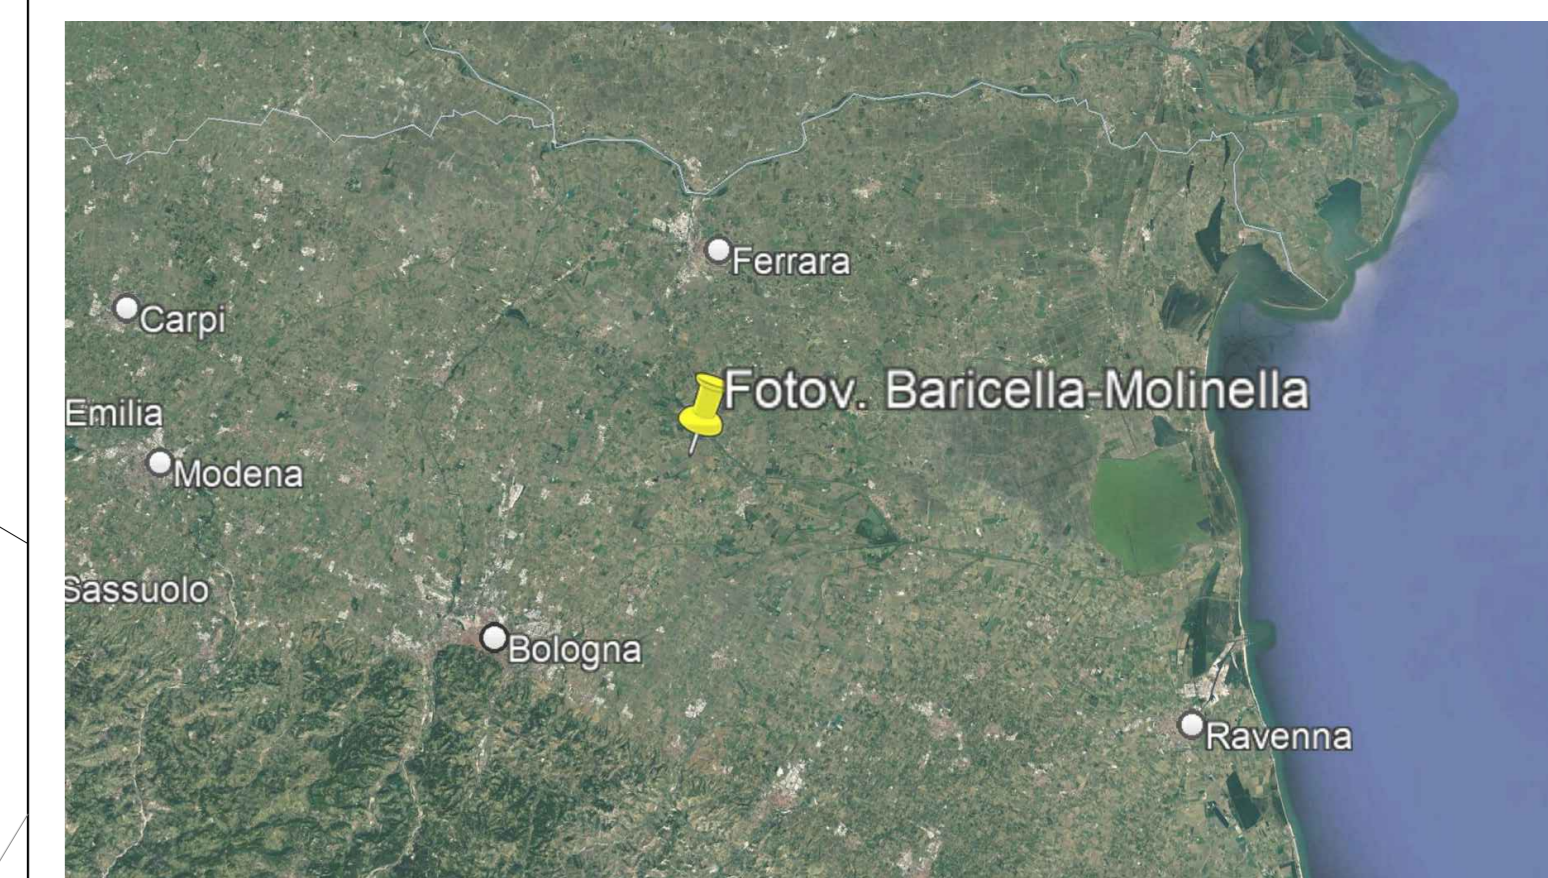 Ferrara
Carpi
Fotov. Baricella-Molinella
Emilia
Modena
Sassuolo
Bologna
Ravenna